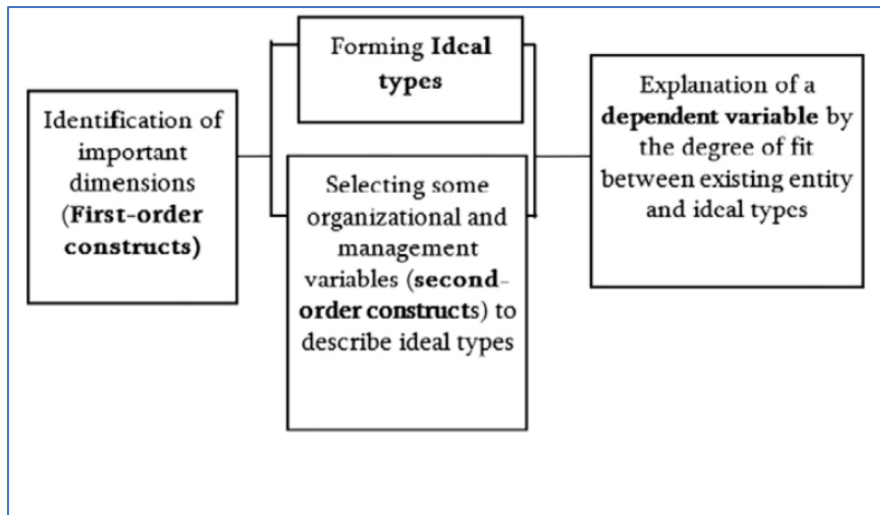 Identification of
important
dimensions
(First-order
constructs)
Forming Ideal
types
Selecting some
organizational and
management
variables (second-
order constructs) to
describe ideal types
Explanation of a
dependent variable by
the degree of fit
between existing entity
and ideal types